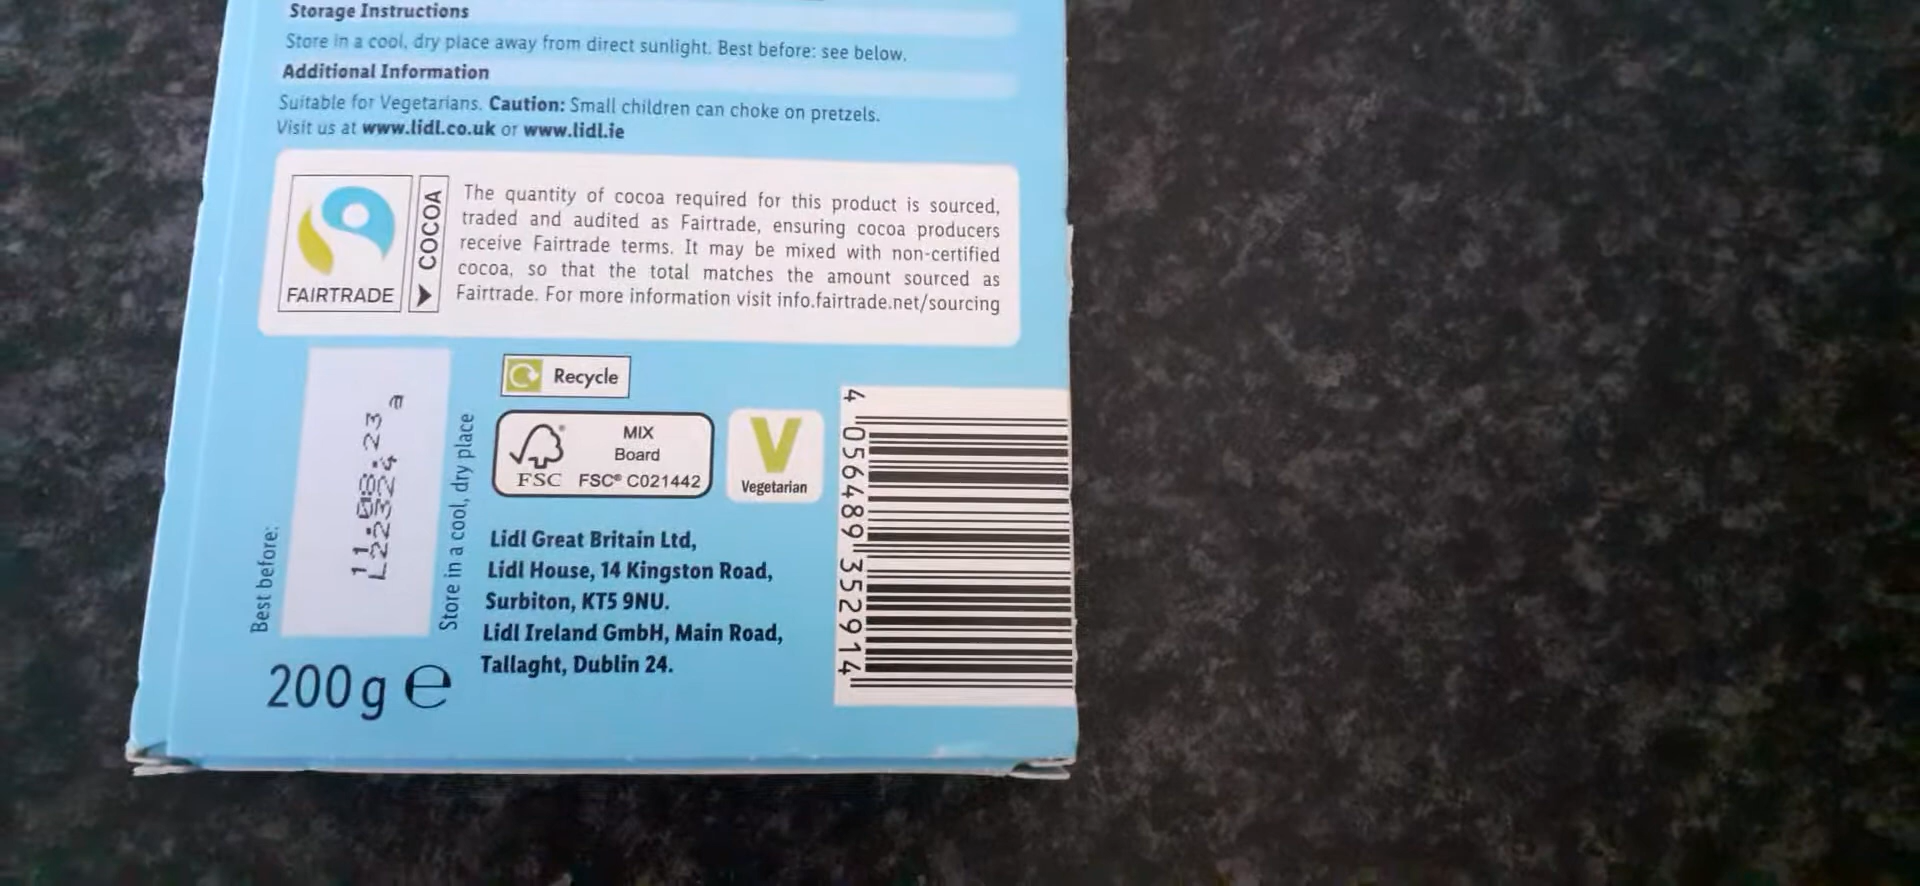 Storage Instructions
Store in a cool, dry place away from direct sunlight. Best before: see below.
Additional Information
Suitable for Vegetarians. Caution: Small children can choke on pretzels.
Visit us at www.lidl.co.uk or www.lidl.ie
FAIRTRADE
COCOA
The quantity of cocoa required for this product is sourced,
traded and audited as Fairtrade, ensuring cocoa producers
receive Fairtrade terms. It may be mixed with non-certified
cocoa, so that the total matches the amount sourced as
Fairtrade. For more information visit info.fairtrade.net/sourcing
Best before:
11.08.23 a
L22324
Store in a cool, dry place
200g e
Recycle
FSC
MIX
Board
FSC® C021442
V
Vegetarian
Lidl Great Britain Ltd,
Lidl House, 14 Kingston Road,
Surbiton, KT5 9NU.
Lidl Ireland GmbH, Main Road,
Tallaght, Dublin 24.
4 056489 352914